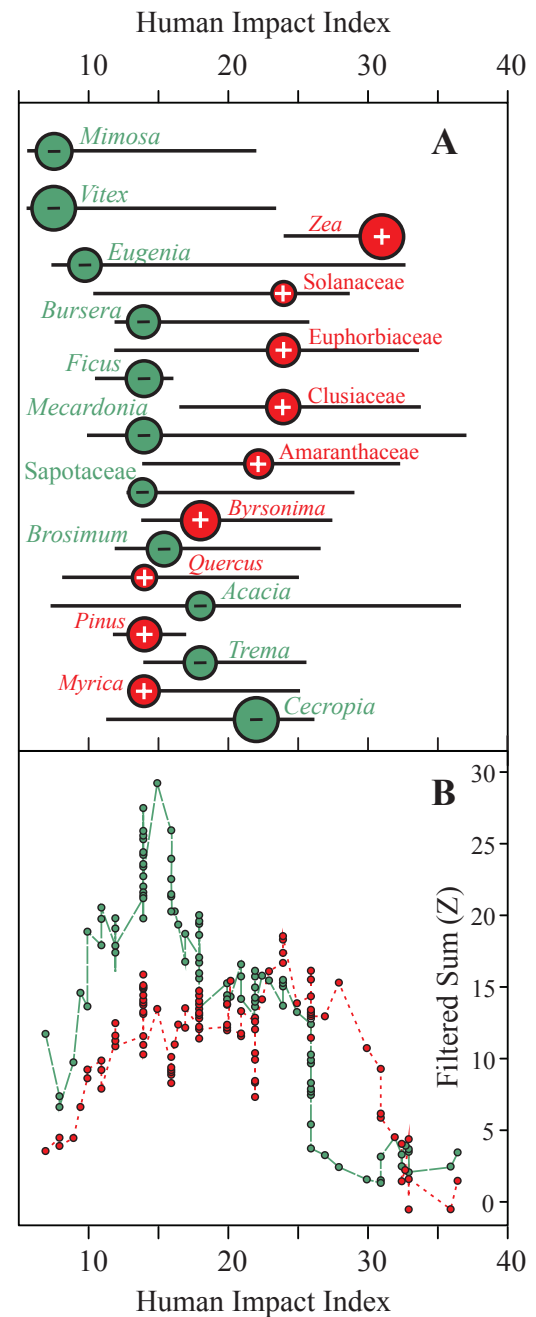 Human Impact Index
10 20 30 40
A
Mimosa
Vitex
Zea
Eugenia
Solanaceae
Bursera
Euphorbiaceae
Ficus
Clusiaceae
Mecardonia
Amaranthaceae
Sapotaceae
Byrsonima
Brosimum
Quercus
Acacia
Pinus
Trema
Myrica
Cecropia
B
30
25
20
15
10
5
0
Filtered Sum (Z)
10 20 30 40
Human Impact Index